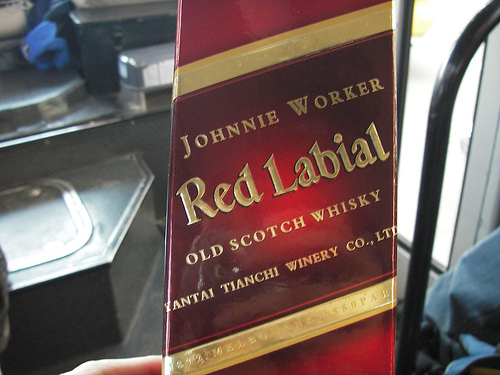 JOHNNIE WORKER
Red Labial
OLD SCOTCH WHISKY
YANTAI TIANCHI WINERY CO., LTD